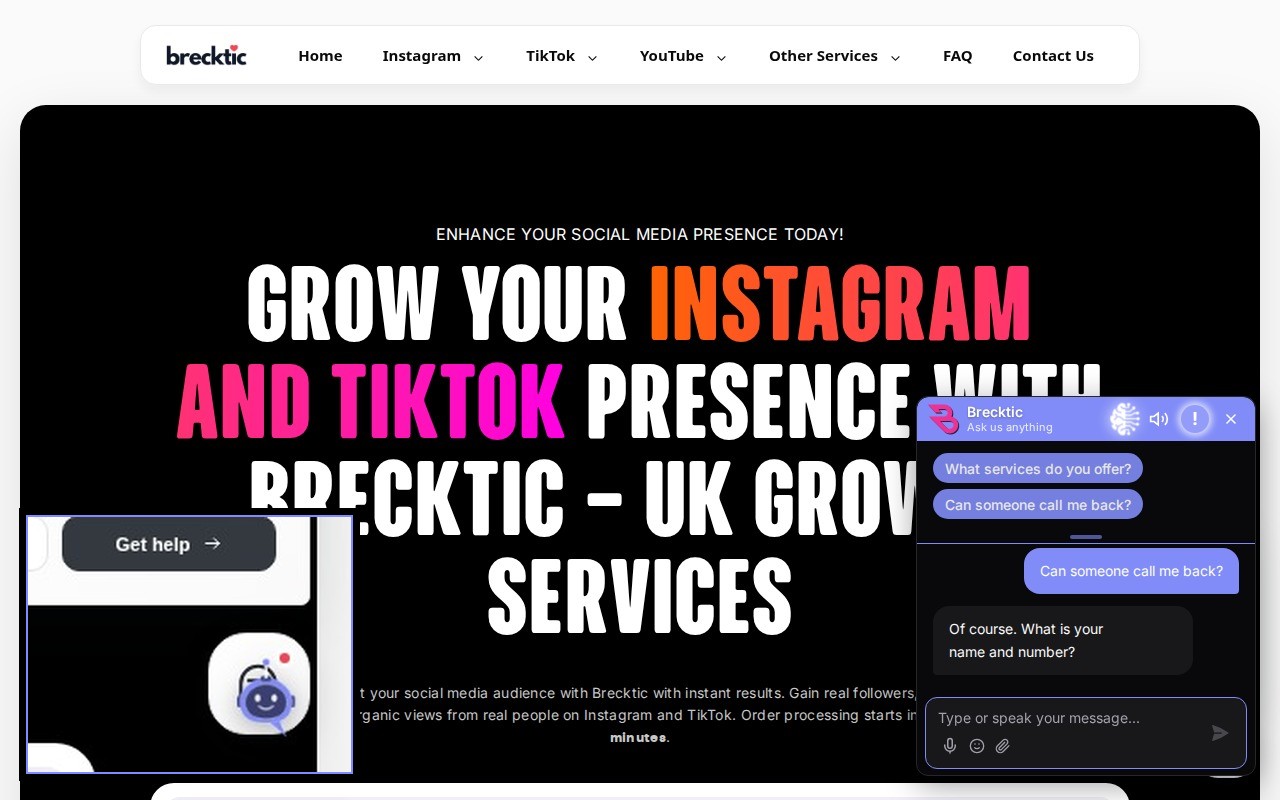 brecktic
Home
Instagram
TikTok
YouTube
Other Services
FAQ
Contact Us
ENHANCE YOUR SOCIAL MEDIA PRESENCE TODAY!
GROW YOUR INSTAGRAM
AND TIKTOK PRESENCE WITH
BRECKTIC – UK GROW
SERVICES
t your social media audience with Brecktic with instant results. Gain real followers,
organic views from real people on Instagram and TikTok. Order processing starts in
minutes.
Get help
Brecktic
Ask us anything
!
What services do you offer?
Can someone call me back?
Can someone call me back?
Of course. What is your
name and number?
Type or speak your message...